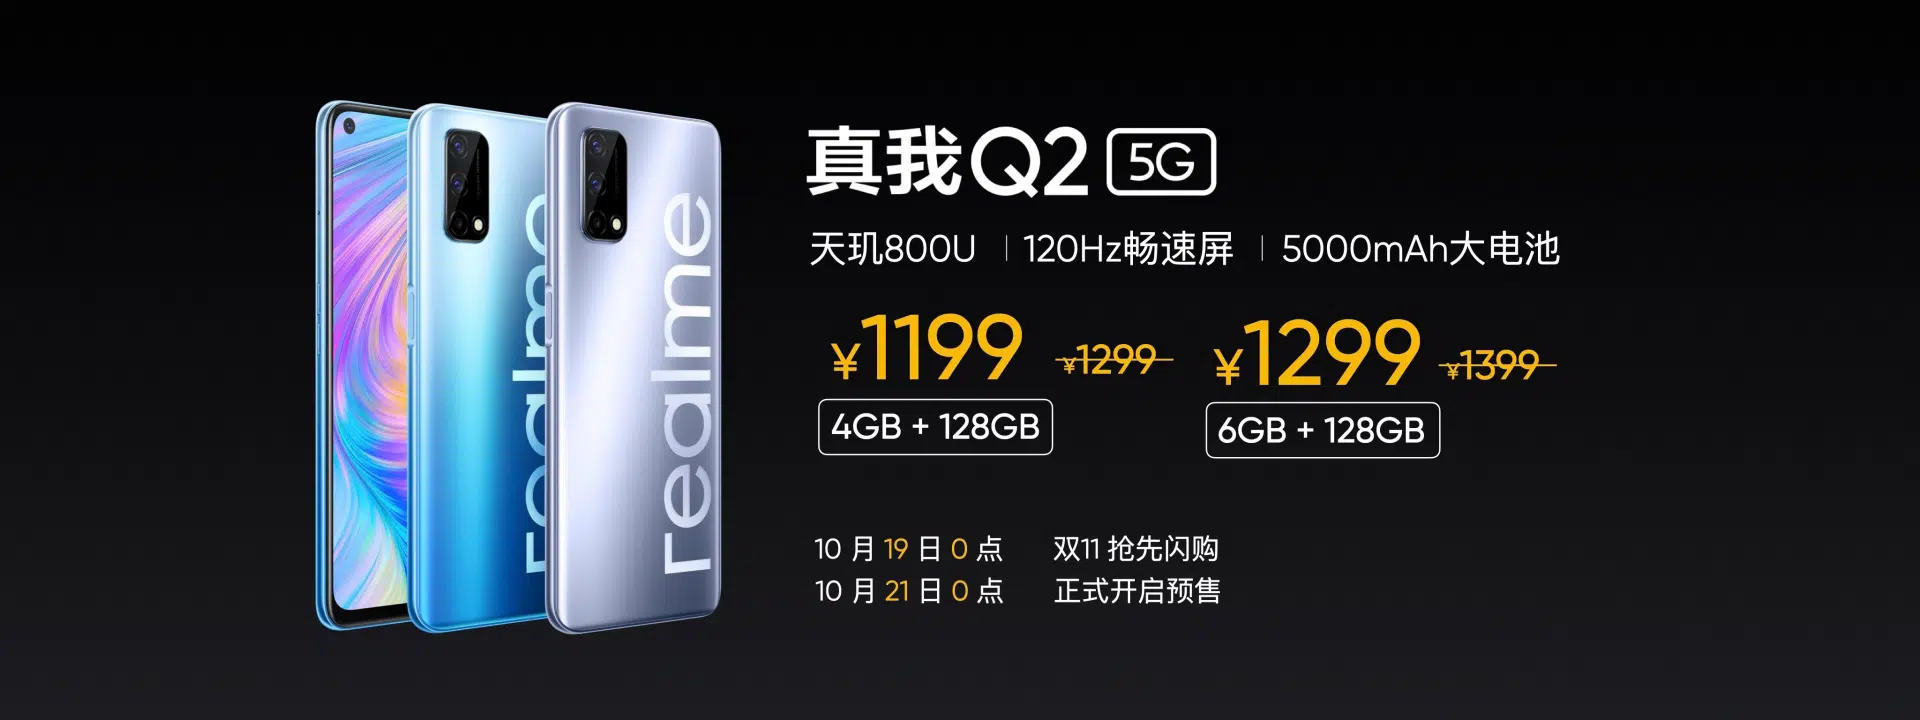 realme
realme
真我Q2 5G
天玑800U | 120Hz畅速屏 | 5000mAh大电池
¥1199 ¥1299 ¥1299 ¥1399
4GB + 128GB 6GB + 128GB
10 月 19 日 0 点 双11 抢先闪购
10 月 21 日 0 点 正式开启预售